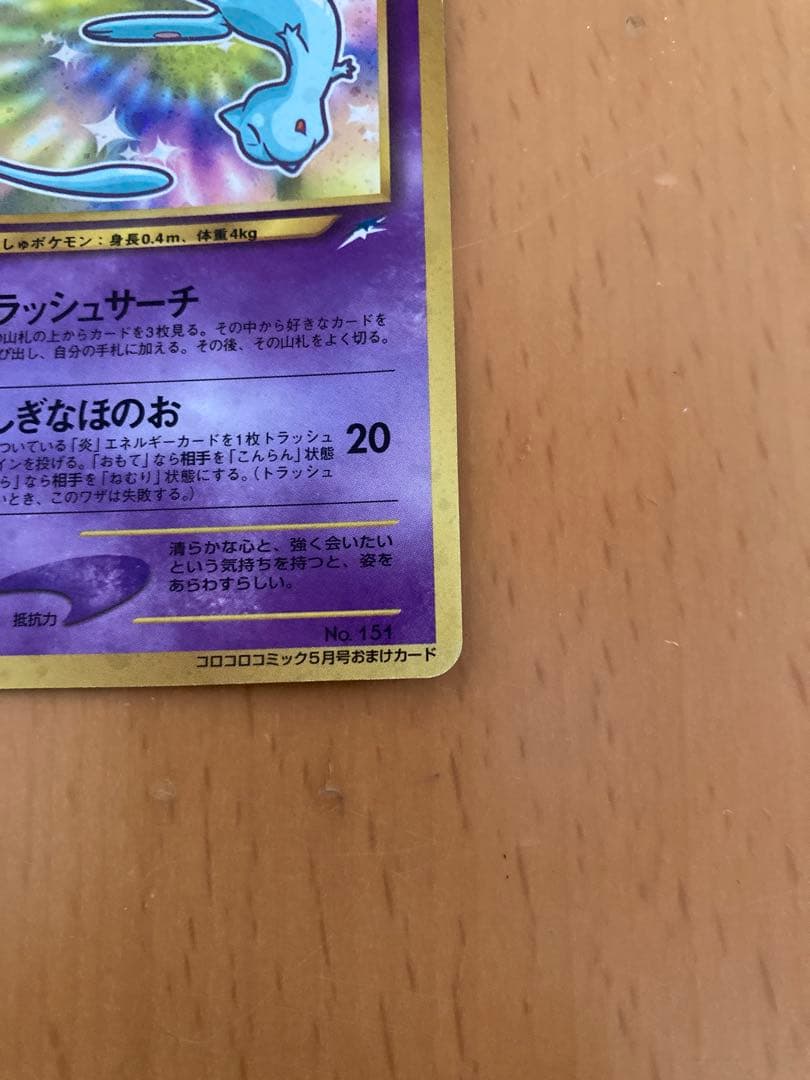 しゅポケモン：身長0.4m、体重4kg
ラッシュサーチ
の山札の上からカードを3枚見る。その中から好きなカードを
び出し、自分の手札に加える。その後、その山札をよく切る。
しぎなほのお
ついている「炎」エネルギーカードを1枚トラッシュ
インを投げる。「おもて」なら相手を「こんらん」状態
ら」なら相手を「ねむり」状態にする。（トラッシュ
いとき、このワザは失敗する。）
20
清らかな心と、強く会いたい
という気持ちを持つと、姿を
あらわすらしい。
抵抗力
No. 151
コロコロコミック5月号おまけカード